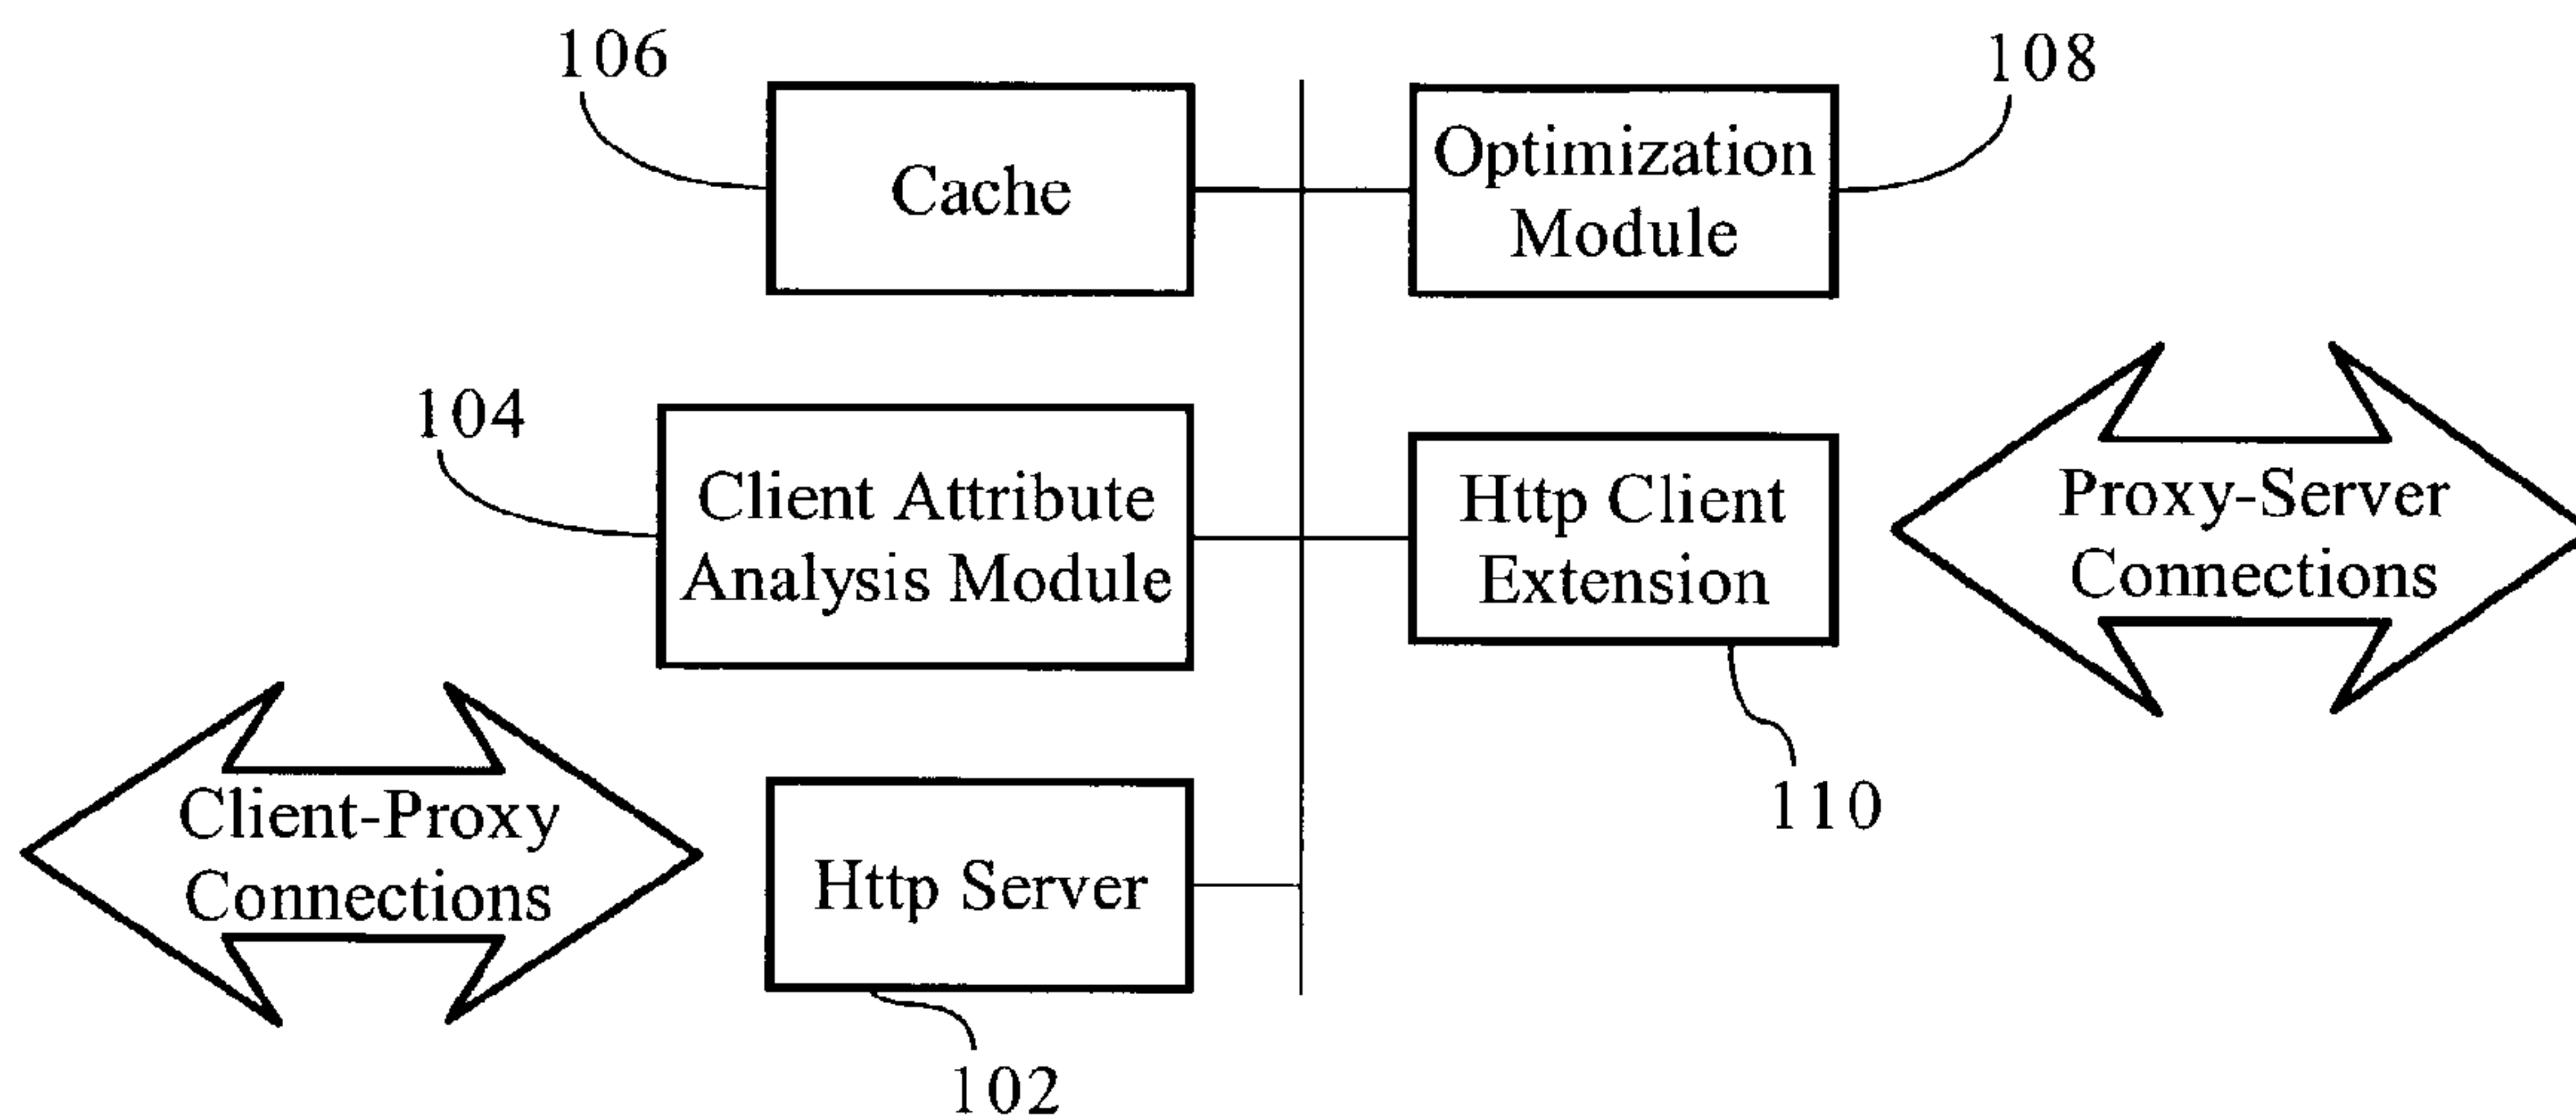 106
108
Cache
Optimization
Module
104
Client Attribute
Analysis Module
Http Client
Extension
Proxy-Server
Connections
110
Client-Proxy
Connections
Http Server
102